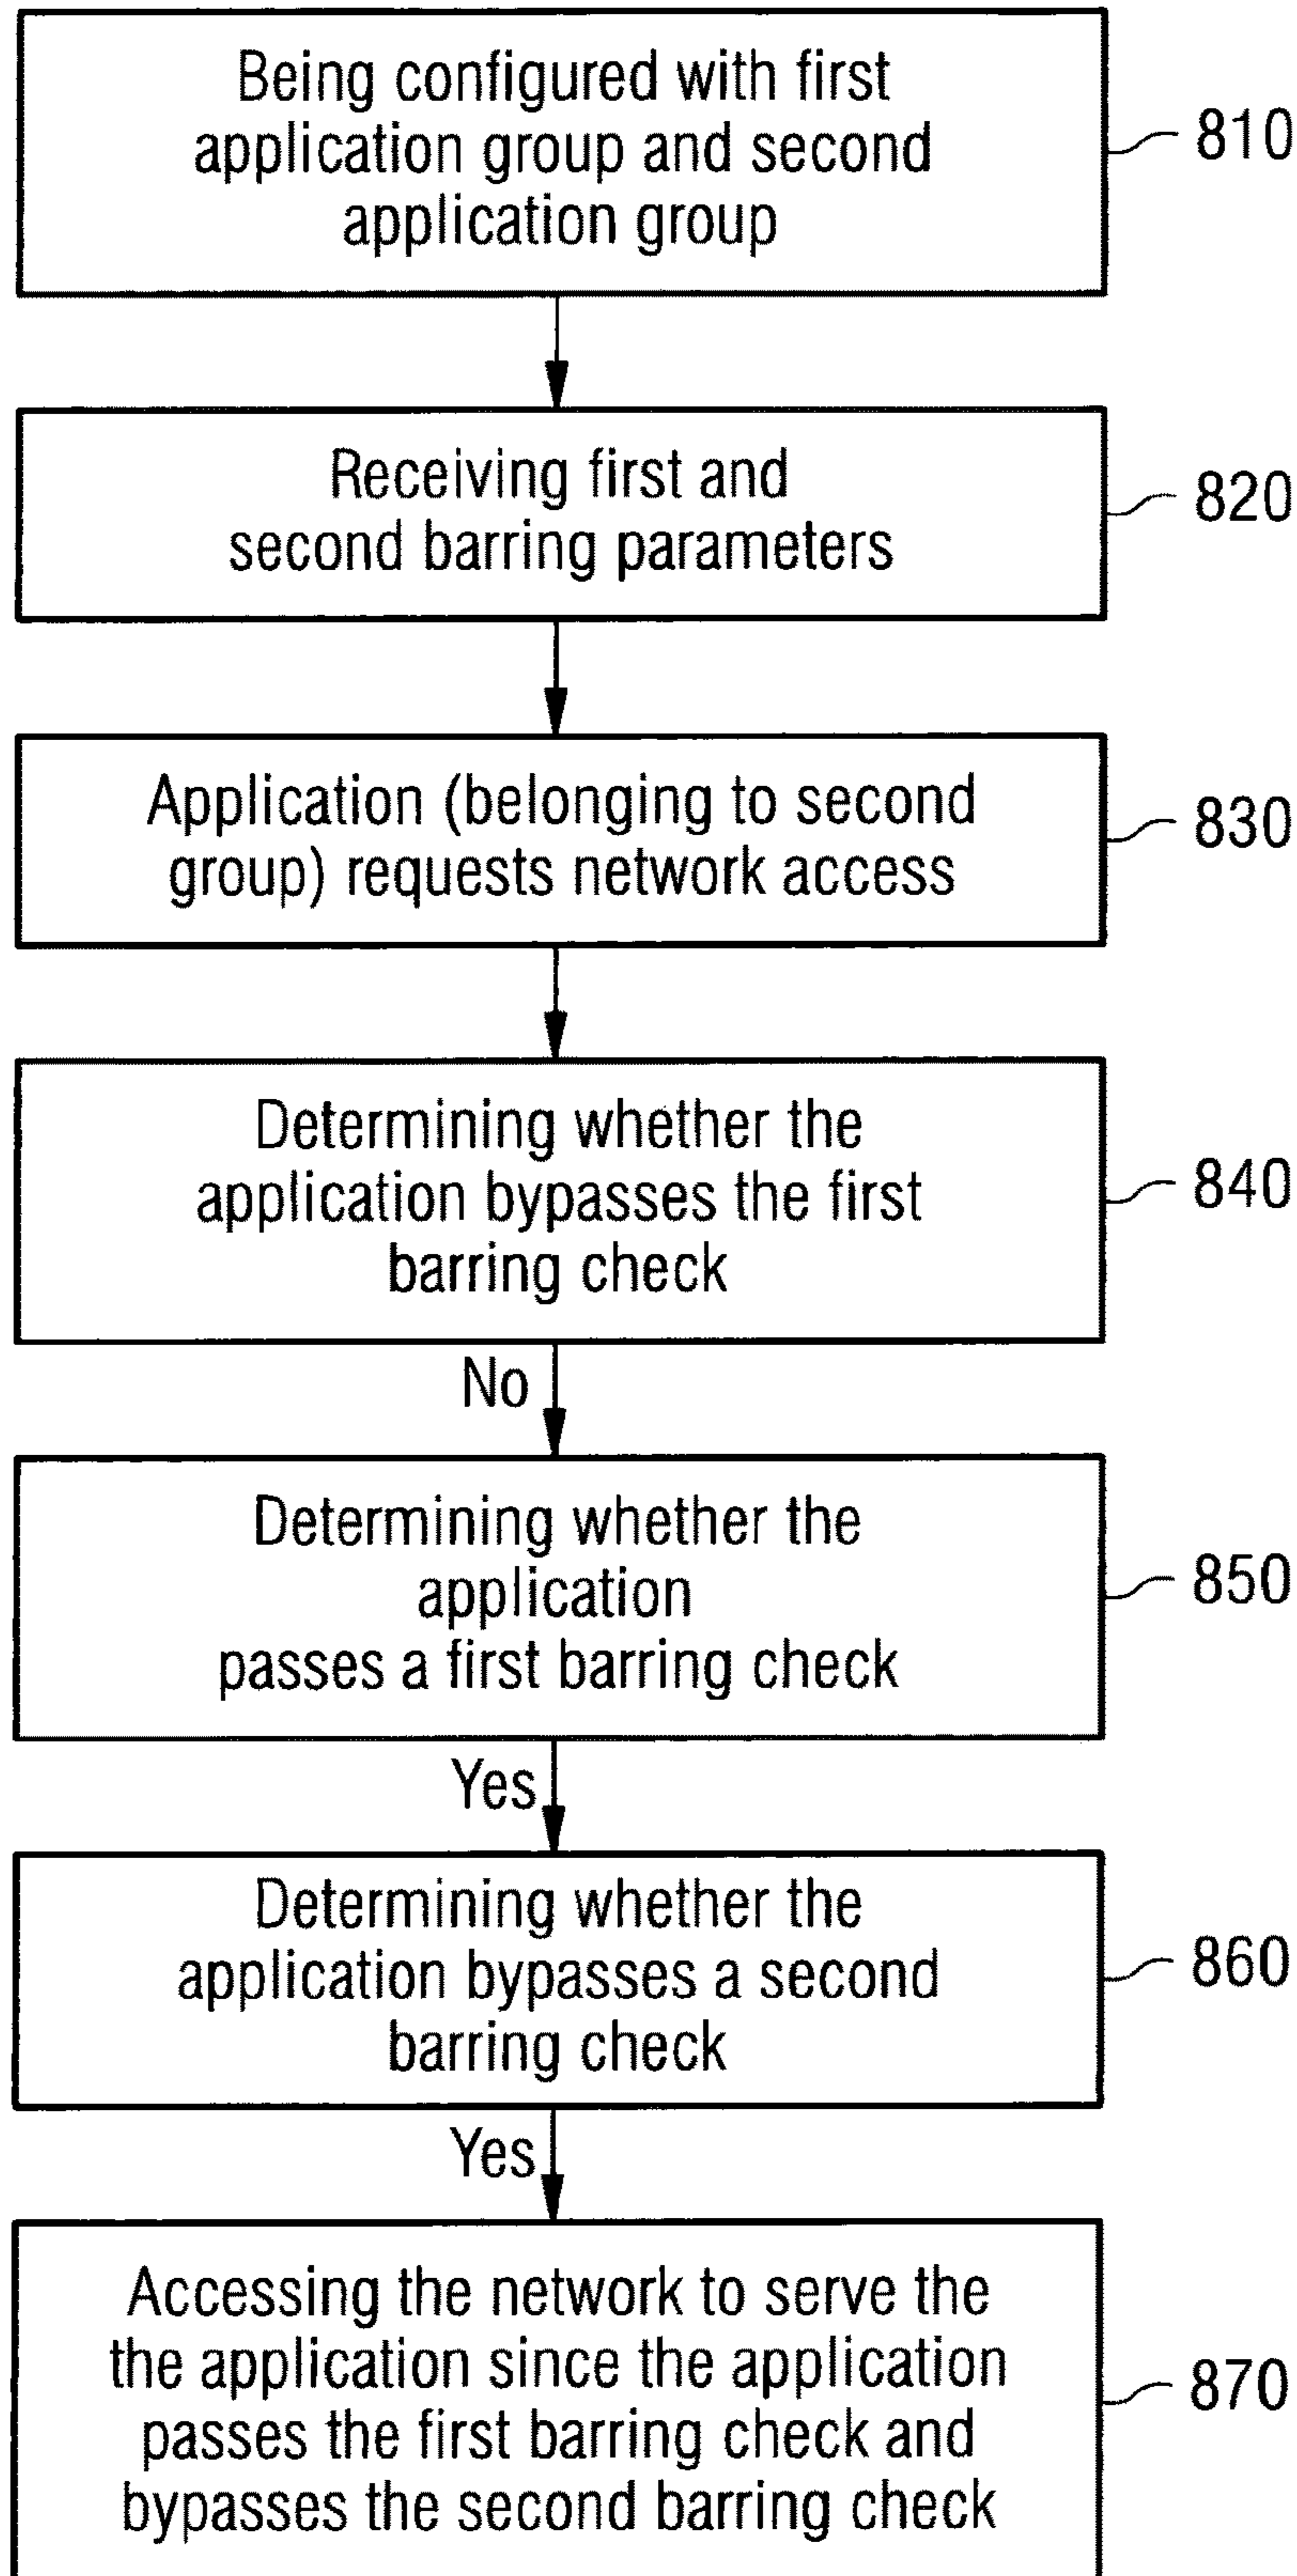 Being configured with first
application group and second
application group
810
Receiving first and
second barring parameters
820
Application (belonging to second
group) requests network access
830
Determining whether the
application bypasses the first
barring check
840
No
Determining whether the
application
passes a first barring check
850
Yes
Determining whether the
application bypasses a second
barring check
860
Yes
Accessing the network to serve the
the application since the application
passes the first barring check and
bypasses the second barring check
870